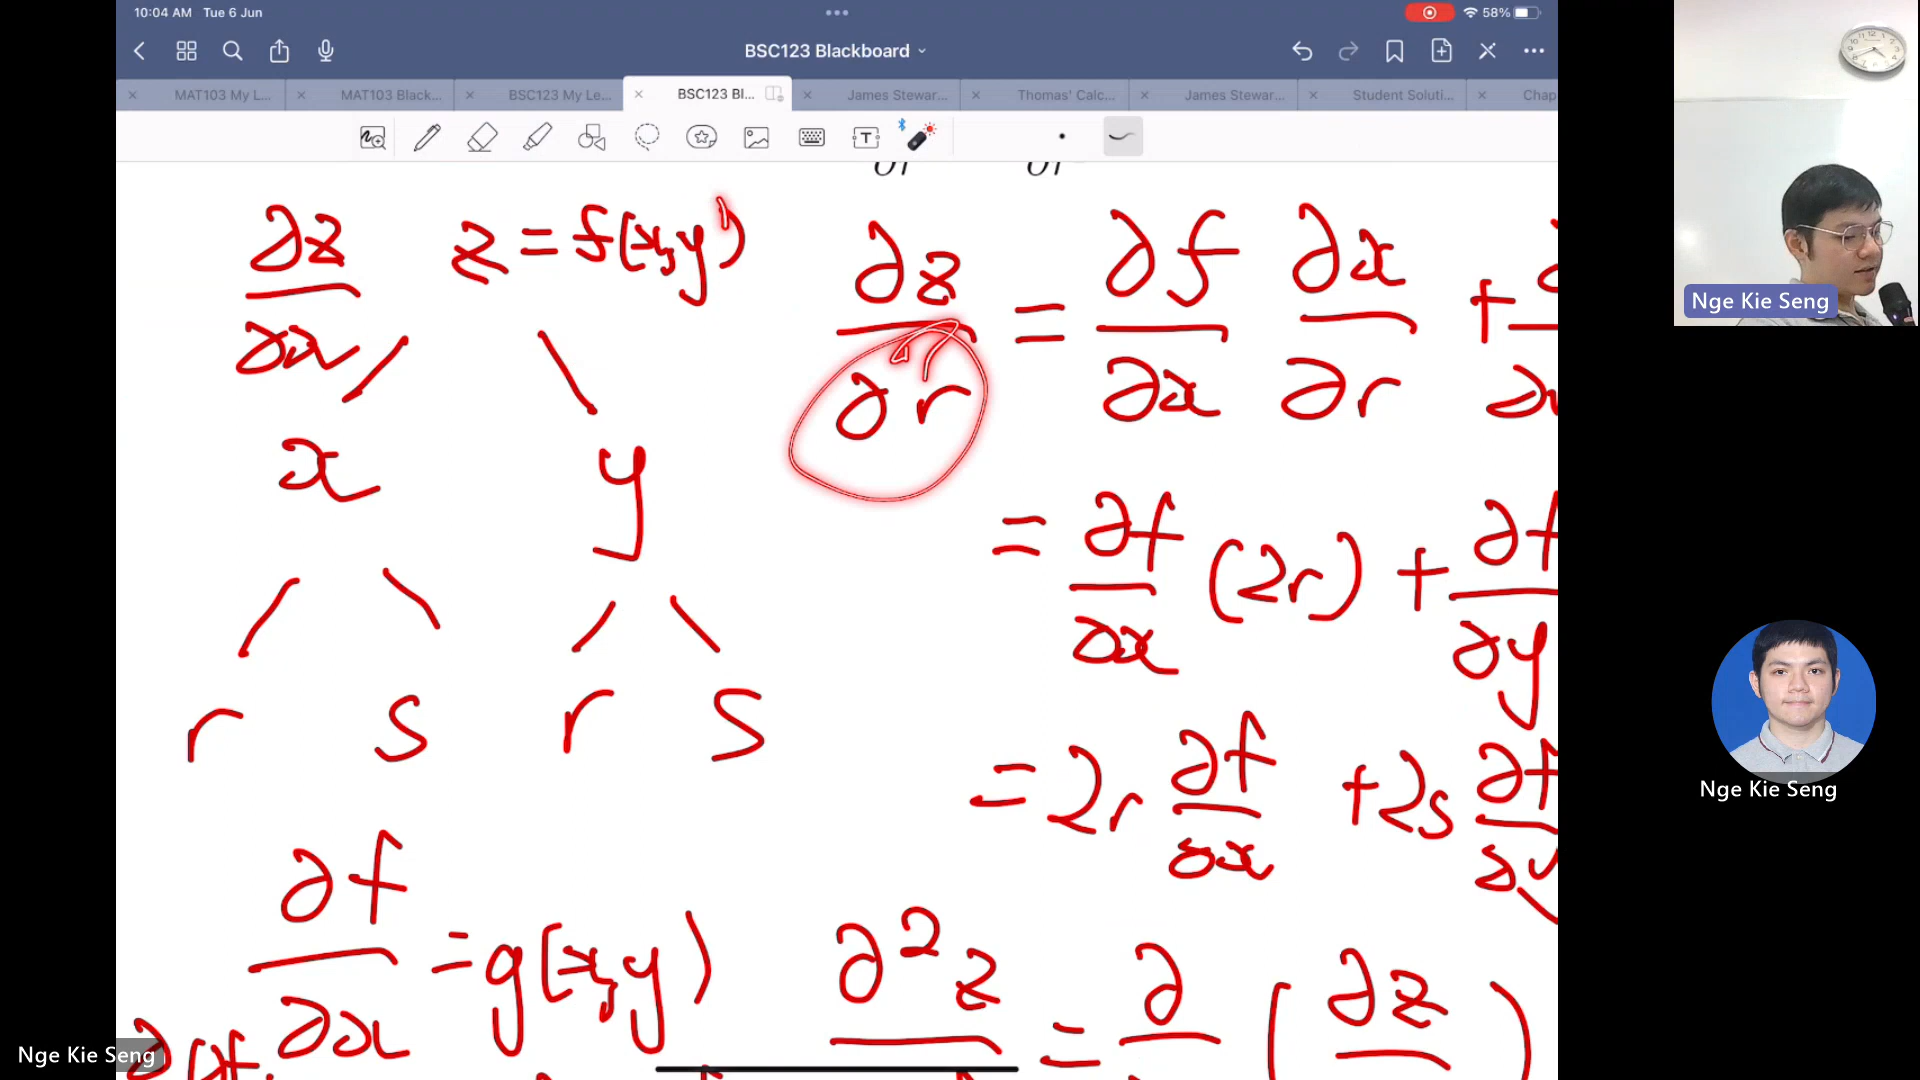 10:04 AM Tue 6 Jun
58%
BSC123 Blackboard
MAT103 My L...
MAT103 Black...
BSC123 My Le...
BSC123 Bl...
James Stewar...
Thomas' Calc...
James Stewar...
Student Soluti...
Chap
T
∂r ∂r
∂z/∂x z = f(x,y)
x y
r s r s
∂z/∂r = ∂f/∂x ∂x/∂r +
= ∂f/∂x (2r) + ∂f/∂y
= 2r ∂f/∂x + 2s ∂f/∂y
∂f/∂x = g(x,y)
∂²z = ∂ ( ∂z )
Nge Kie Seng
Nge Kie Seng
Nge Kie Seng